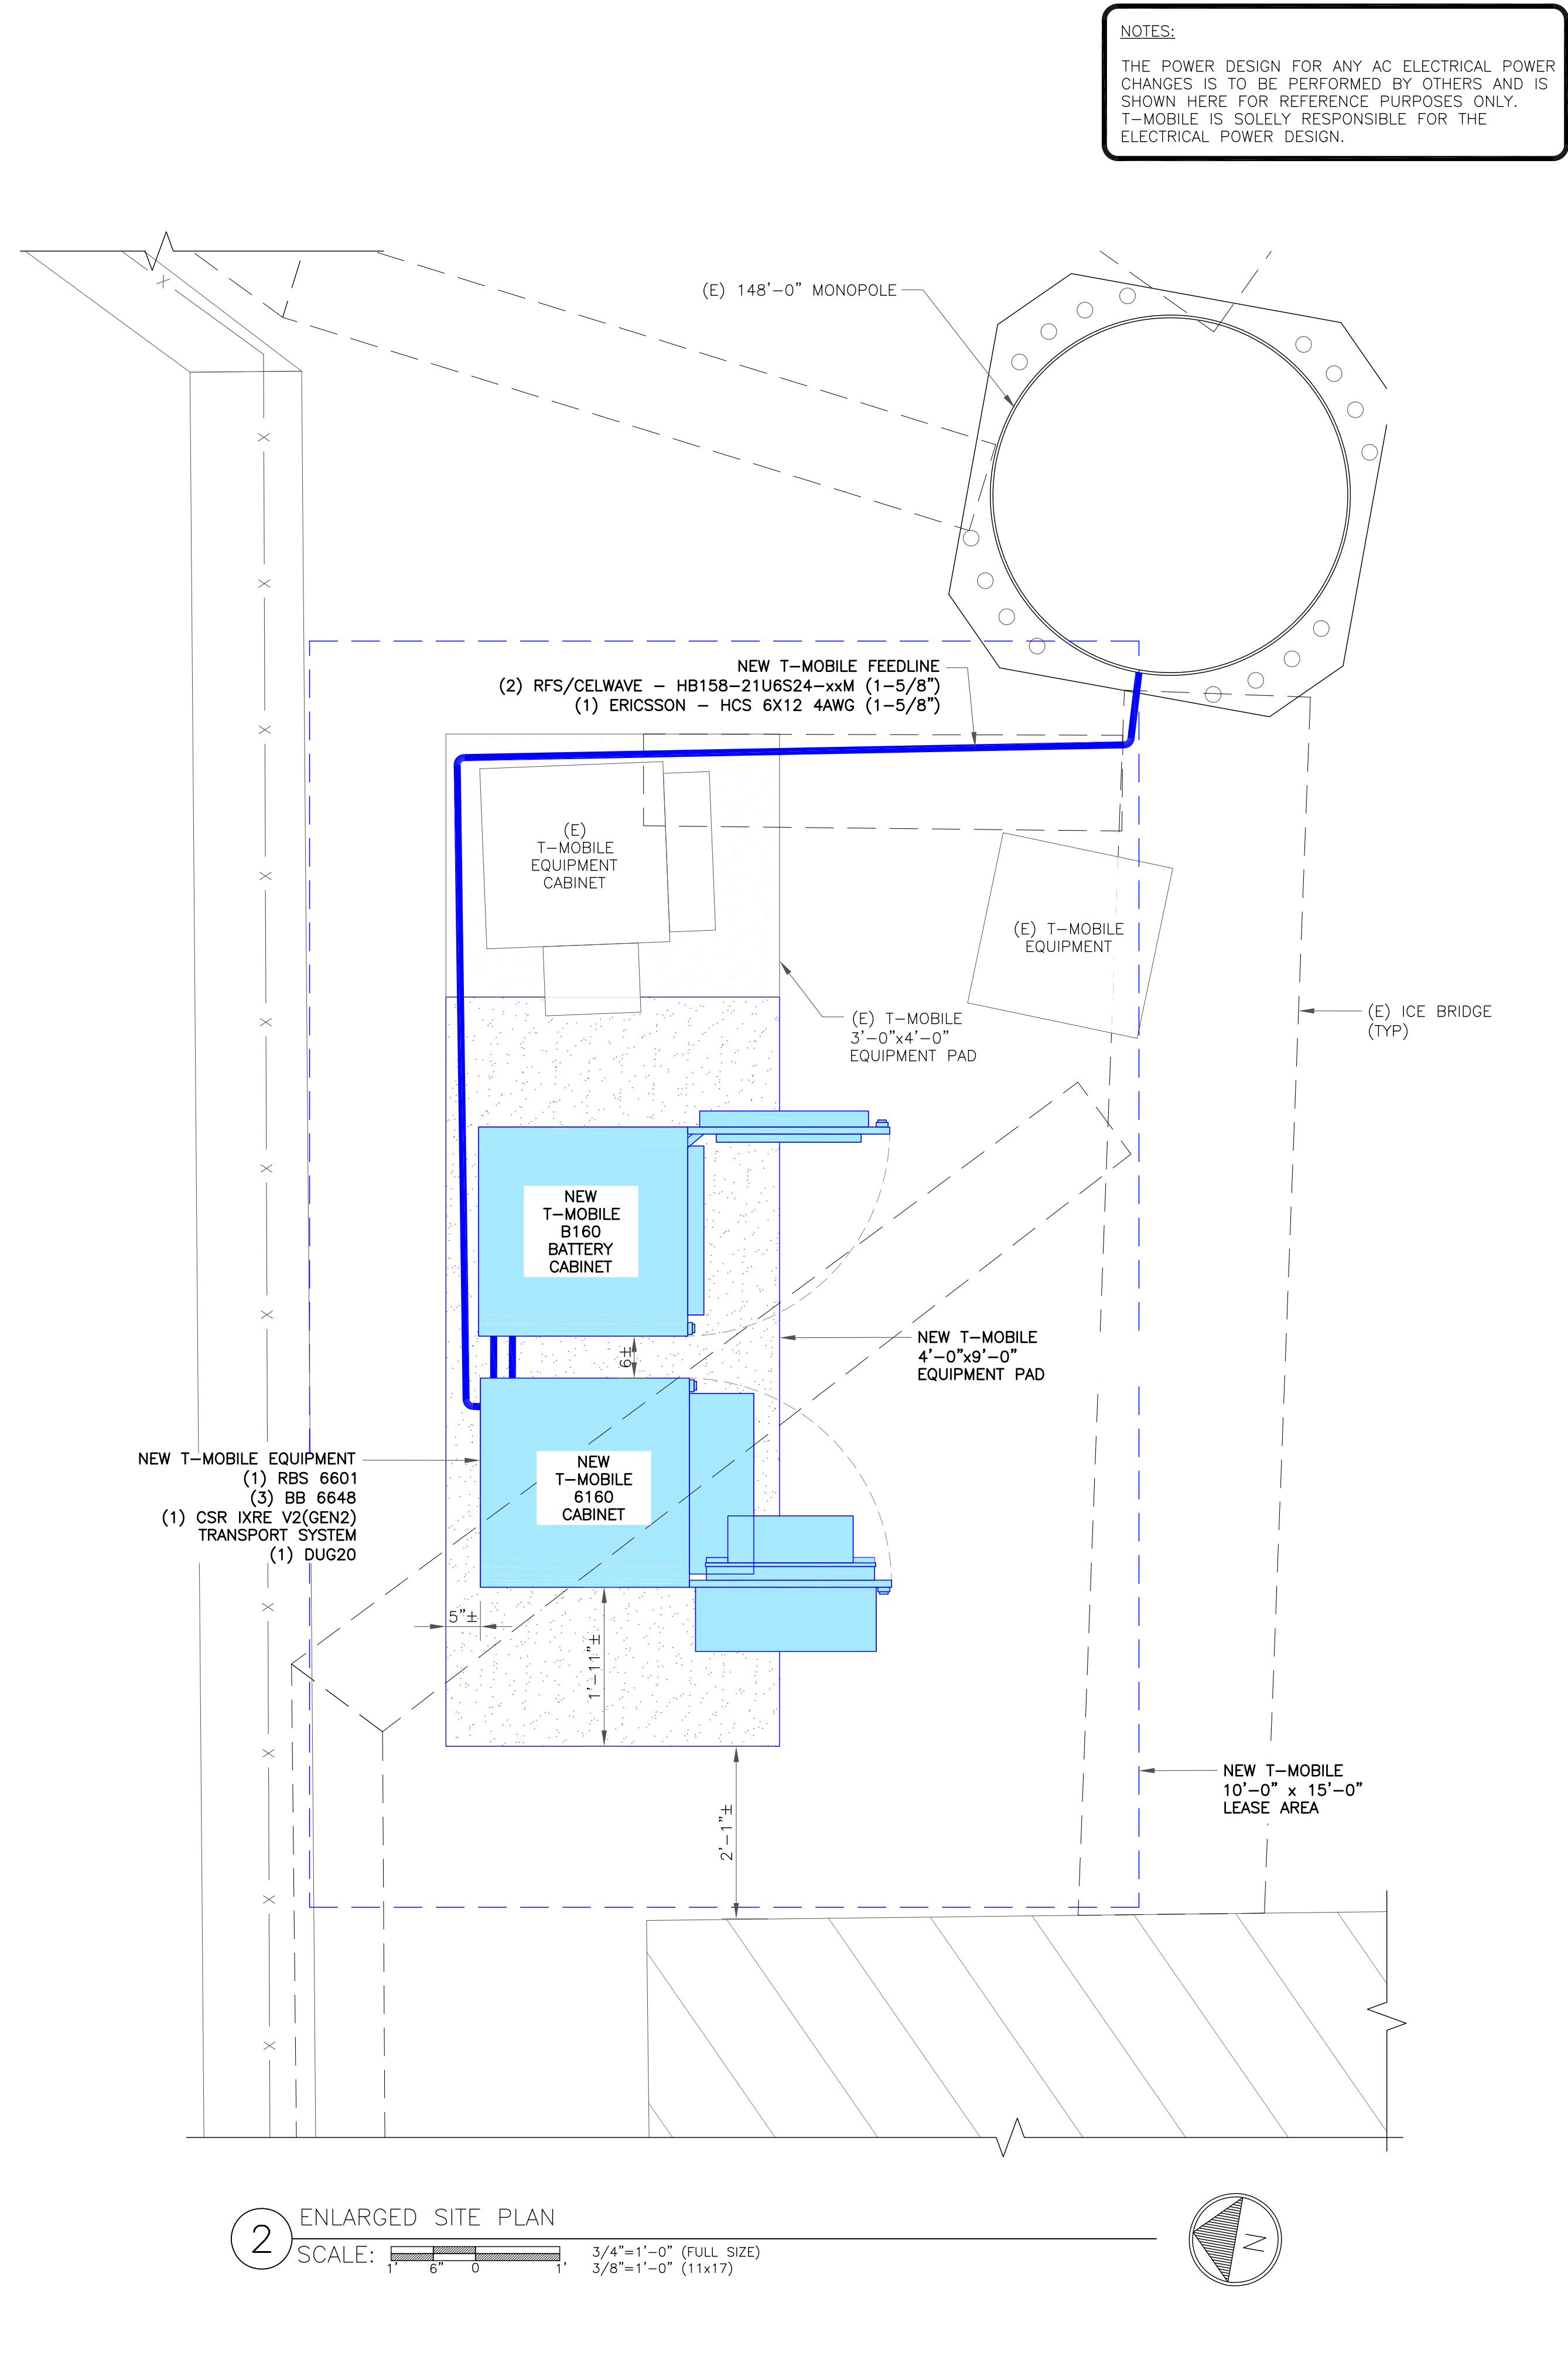 NOTES:
THE POWER DESIGN FOR ANY AC ELECTRICAL POWER
CHANGES IS TO BE PERFORMED BY OTHERS AND IS
SHOWN HERE FOR REFERENCE PURPOSES ONLY.
T-MOBILE IS SOLELY RESPONSIBLE FOR THE
ELECTRICAL POWER DESIGN.
(E) 148'-0" MONOPOLE
X
NEW T-MOBILE FEEDLINE
(2) RFS/CELWAVE - HB158-21U6S24-xxM (1-5/8")
(1) ERICSSON - HCS 6X12 4AWG (1-5/8")
(E)
T-MOBILE
EQUIPMENT
CABINET
(E) T-MOBILE
EQUIPMENT
(E) T-MOBILE
3'-0"x4'-0"
EQUIPMENT PAD
(E) ICE BRIDGE
(TYP)
NEW
T-MOBILE
B160
BATTERY
CABINET
6±
NEW T-MOBILE
4'-0"x9'-0"
EQUIPMENT PAD
NEW T-MOBILE EQUIPMENT
(1) RBS 6601
(3) BB 6648
(1) CSR IXRE V2(GEN2)
TRANSPORT SYSTEM
(1) DUG20
NEW
T-MOBILE
6160
CABINET
5"±
1'-11"±
2'-1"±
NEW T-MOBILE
10'-0" x 15'-0"
LEASE AREA
2
ENLARGED SITE PLAN
SCALE:
1' 6" 0 1'
3/4"=1'-0" (FULL SIZE)
3/8"=1'-0" (11x17)
N